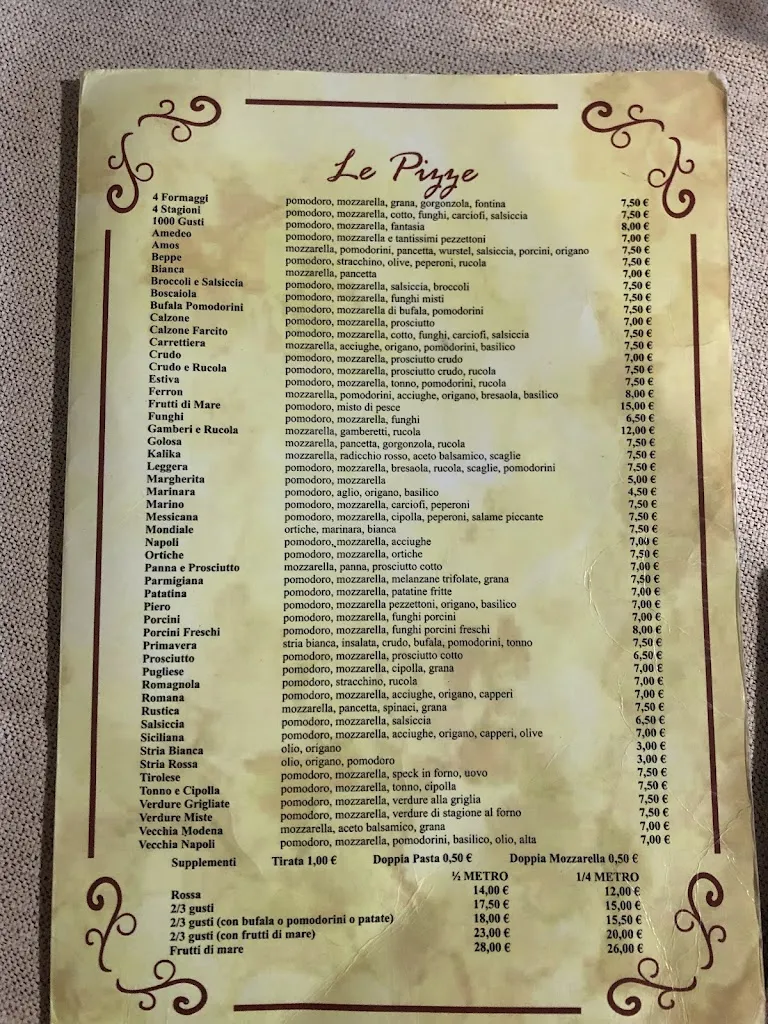 Le Pizze
4 Formaggi pomodoro, mozzarella, grana, gorgonzola, fontina 7,50 €
4 Stagioni pomodoro, mozzarella, cotto, funghi, carciofi, salsiccia 7,50 €
1000 Gusti pomodoro, mozzarella, fantasia 8,00 €
Amedeo pomodoro, mozzarella e tantissimi pezzettoni 7,00 €
Amos mozzarella, pomodorini, pancetta, wurstel, salsiccia, porcini, origano 7,50 €
Beppe pomodoro, stracchino, olive, peperoni, rucola 7,50 €
Bianca mozzarella, pancetta 7,00 €
Broccoli e Salsiccia pomodoro, mozzarella, salsiccia, broccoli 7,50 €
Boscaiola pomodoro, mozzarella, funghi misti 7,50 €
Bufala Pomodorini pomodoro, mozzarella di bufala, pomodorini 7,50 €
Calzone pomodoro, mozzarella, prosciutto 7,00 €
Calzone Farcito pomodoro, mozzarella, cotto, funghi, carciofi, salsiccia 7,50 €
Carrettiera mozzarella, acciughe, origano, pomodorini, basilico 7,50 €
Crudo pomodoro, mozzarella, prosciutto crudo 7,00 €
Crudo e Rucola pomodoro, mozzarella, prosciutto crudo, rucola 7,50 €
Estiva pomodoro, mozzarella, tonno, pomodorini, rucola 7,50 €
Ferron mozzarella, pomodorini, acciughe, origano, bresaola, basilico 8,00 €
Frutti di Mare pomodoro, misto di pesce 15,00 €
Funghi pomodoro, mozzarella, funghi 6,50 €
Gamberi e Rucola mozzarella, gamberetti, rucola 12,00 €
Golosa mozzarella, pancetta, gorgonzola, rucola 7,50 €
Kalika mozzarella, radicchio rosso, aceto balsamico, scaglie 7,50 €
Leggera pomodoro, mozzarella, bresaola, rucola, scaglie, pomodorini 7,50 €
Margherita pomodoro, mozzarella 5,00 €
Marinara pomodoro, aglio, origano, basilico 4,50 €
Marino pomodoro, mozzarella, carciofi, peperoni 7,50 €
Messicana pomodoro, mozzarella, cipolla, peperoni, salame piccante 7,50 €
Mondiale ortiche, marinara, bianca 7,50 €
Napoli pomodoro, mozzarella, acciughe 7,00 €
Ortiche pomodoro, mozzarella, ortiche 7,50 €
Panna e Prosciutto mozzarella, panna, prosciutto cotto 7,00 €
Parmigiana pomodoro, mozzarella, melanzane trifolate, grana 7,50 €
Patatina pomodoro, mozzarella, patatine fritte 7,00 €
Piero pomodoro, mozzarella pezzettoni, origano, basilico 7,00 €
Porcini pomodoro, mozzarella, funghi porcini 7,00 €
Porcini Freschi pomodoro, mozzarella, funghi porcini freschi 8,00 €
Primavera stria bianca, insalata, crudo, bufala, pomodorini, tonno 7,50 €
Prosciutto pomodoro, mozzarella, prosciutto cotto 6,50 €
Pugliese pomodoro, mozzarella, cipolla, grana 7,00 €
Romagnola pomodoro, stracchino, rucola 7,00 €
Romana pomodoro, mozzarella, acciughe, origano, capperi 7,00 €
Rustica mozzarella, pancetta, spinaci, grana 7,50 €
Salsiccia pomodoro, mozzarella, salsiccia 6,50 €
Siciliana pomodoro, mozzarella, acciughe, origano, capperi, olive 7,00 €
Stria Bianca olio, origano 3,00 €
Stria Rossa olio, origano, pomodoro 3,00 €
Tirolese pomodoro, mozzarella, speck in forno, uovo 7,50 €
Tonno e Cipolla pomodoro, mozzarella, tonno, cipolla 7,50 €
Verdure Grigliate pomodoro, mozzarella, verdure alla griglia 7,50 €
Verdure Miste pomodoro, mozzarella, verdure di stagione al forno 7,50 €
Vecchia Modena mozzarella, aceto balsamico, grana 7,00 €
Vecchia Napoli pomodoro, mozzarella, pomodorini, basilico, olio, alta 7,00 €
Supplementi Tirata 1,00 € Doppia Pasta 0,50 € Doppia Mozzarella 0,50 €
½ METRO 1/4 METRO
Rossa 14,00 € 12,00 €
2/3 gusti 17,50 € 15,00 €
2/3 gusti (con bufala o pomodorini o patate) 18,00 € 15,50 €
2/3 gusti (con frutti di mare) 23,00 € 20,00 €
Frutti di mare 28,00 € 26,00 €